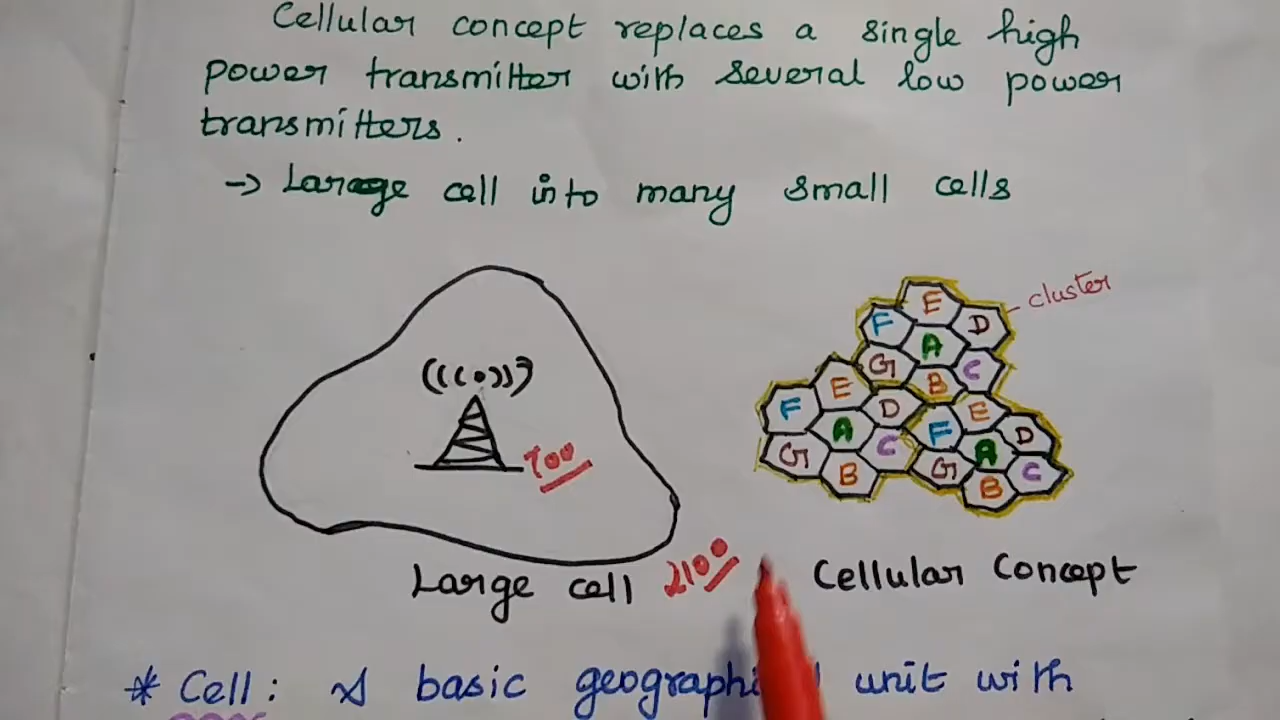 Cellular concept replaces a single high
power transmitter with several low power
transmitters.
→ Large cell into many small cells
cluster
E
F
D
A
G
C
B
E
F
D
A
G
C
B
E
F
D
A
G
C
B
(((•)))
700
Large cell
2100
Cellular Concept
* Cell: A basic geographi unit with